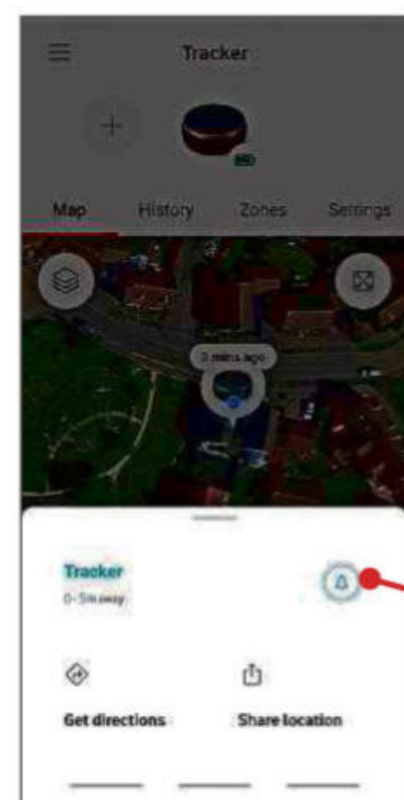 Tracker
Map History Zones Settings
3 mins ago
Tracker
0-5m away
Get directions Share location